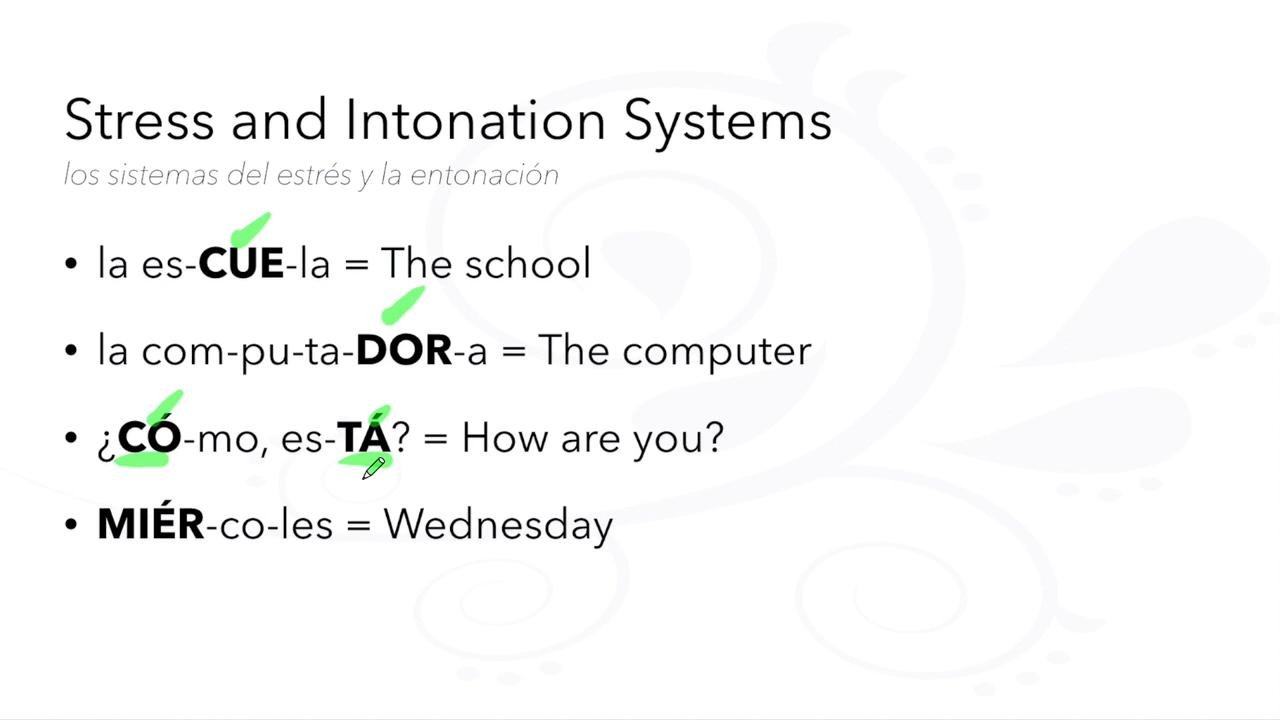 Stress and Intonation Systems
los sistemas del estrés y la entonación
• la es-CUE-la = The school
• la com-pu-ta-DOR-a = The computer
• ¿CÓ-mo, es-TÁ? = How are you?
• MIÉR-co-les = Wednesday